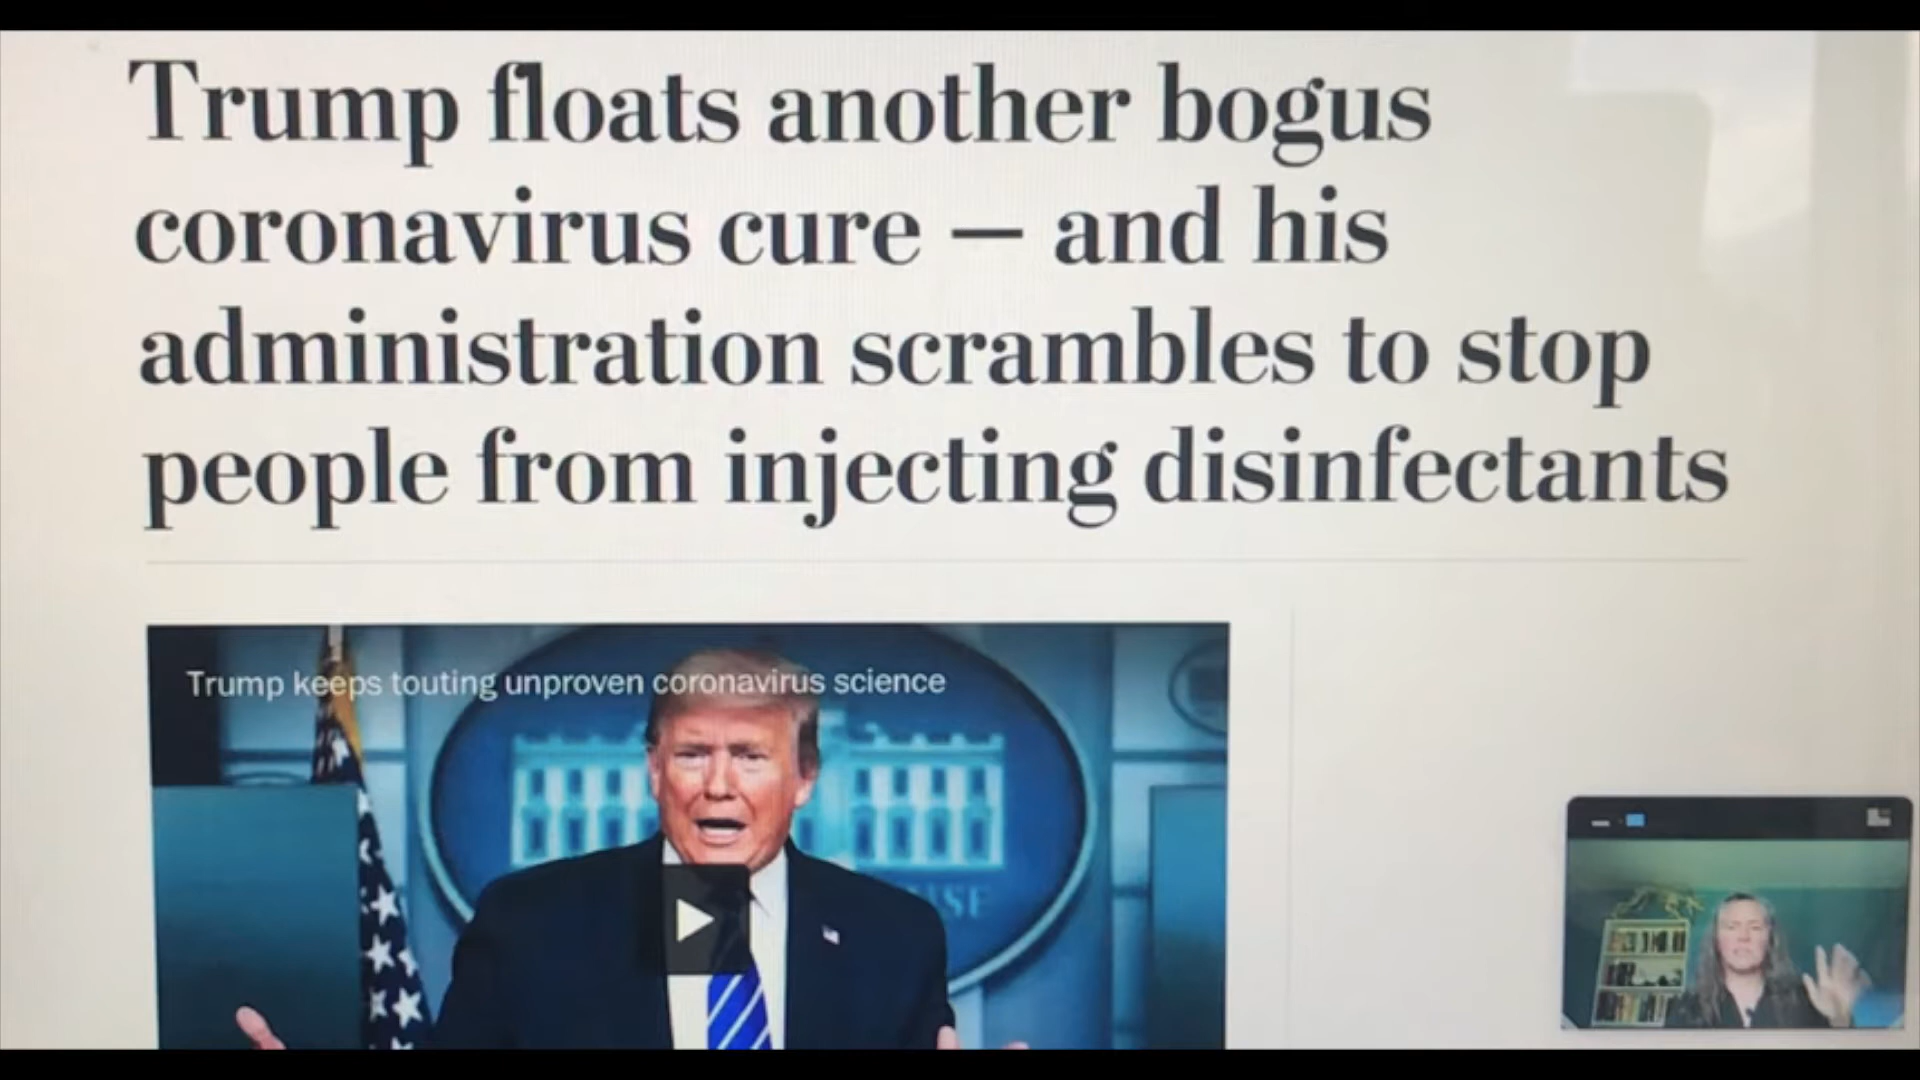 Trump floats another bogus
coronavirus cure — and his
administration scrambles to stop
people from injecting disinfectants
Trump keeps touting unproven coronavirus science
USE